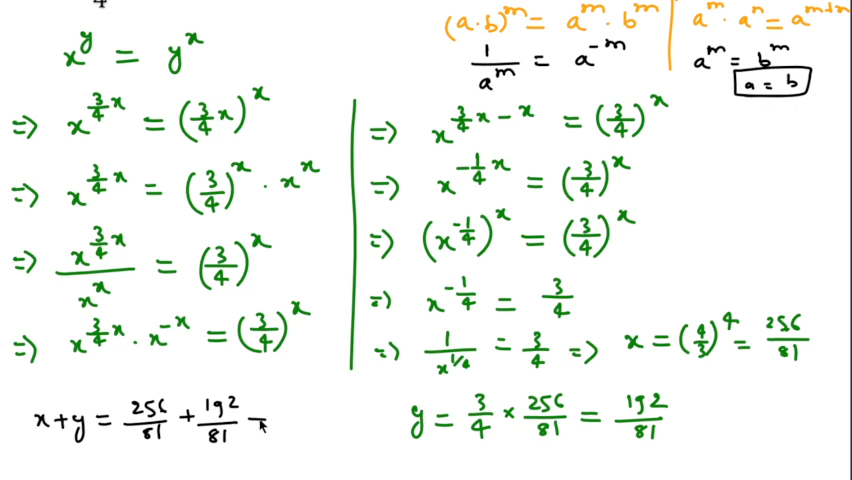 4
(a·b)^m = a^m · b^m | a^m · a^n = a^{m+n}
x^y = y^x
1/a^m = a^{-m}
a^m = b^m
a = b
=> x^{3/4 x} = (3/4 x)^x
=> x^{3/4 x} = (3/4)^x · x^x
=> x^{3/4 x}/x^x = (3/4)^x
=> x^{3/4 x} · x^{-x} = (3/4)^x
=> x^{3/4 x - x} = (3/4)^x
=> x^{-1/4 x} = (3/4)^x
=> (x^{-1/4})^x = (3/4)^x
=> x^{-1/4} = 3/4
=> 1/x^{1/4} = 3/4 => x = (4/3)^4 = 256/81
y = 3/4 × 256/81 = 192/81
x + y = 256/81 + 192/81 =